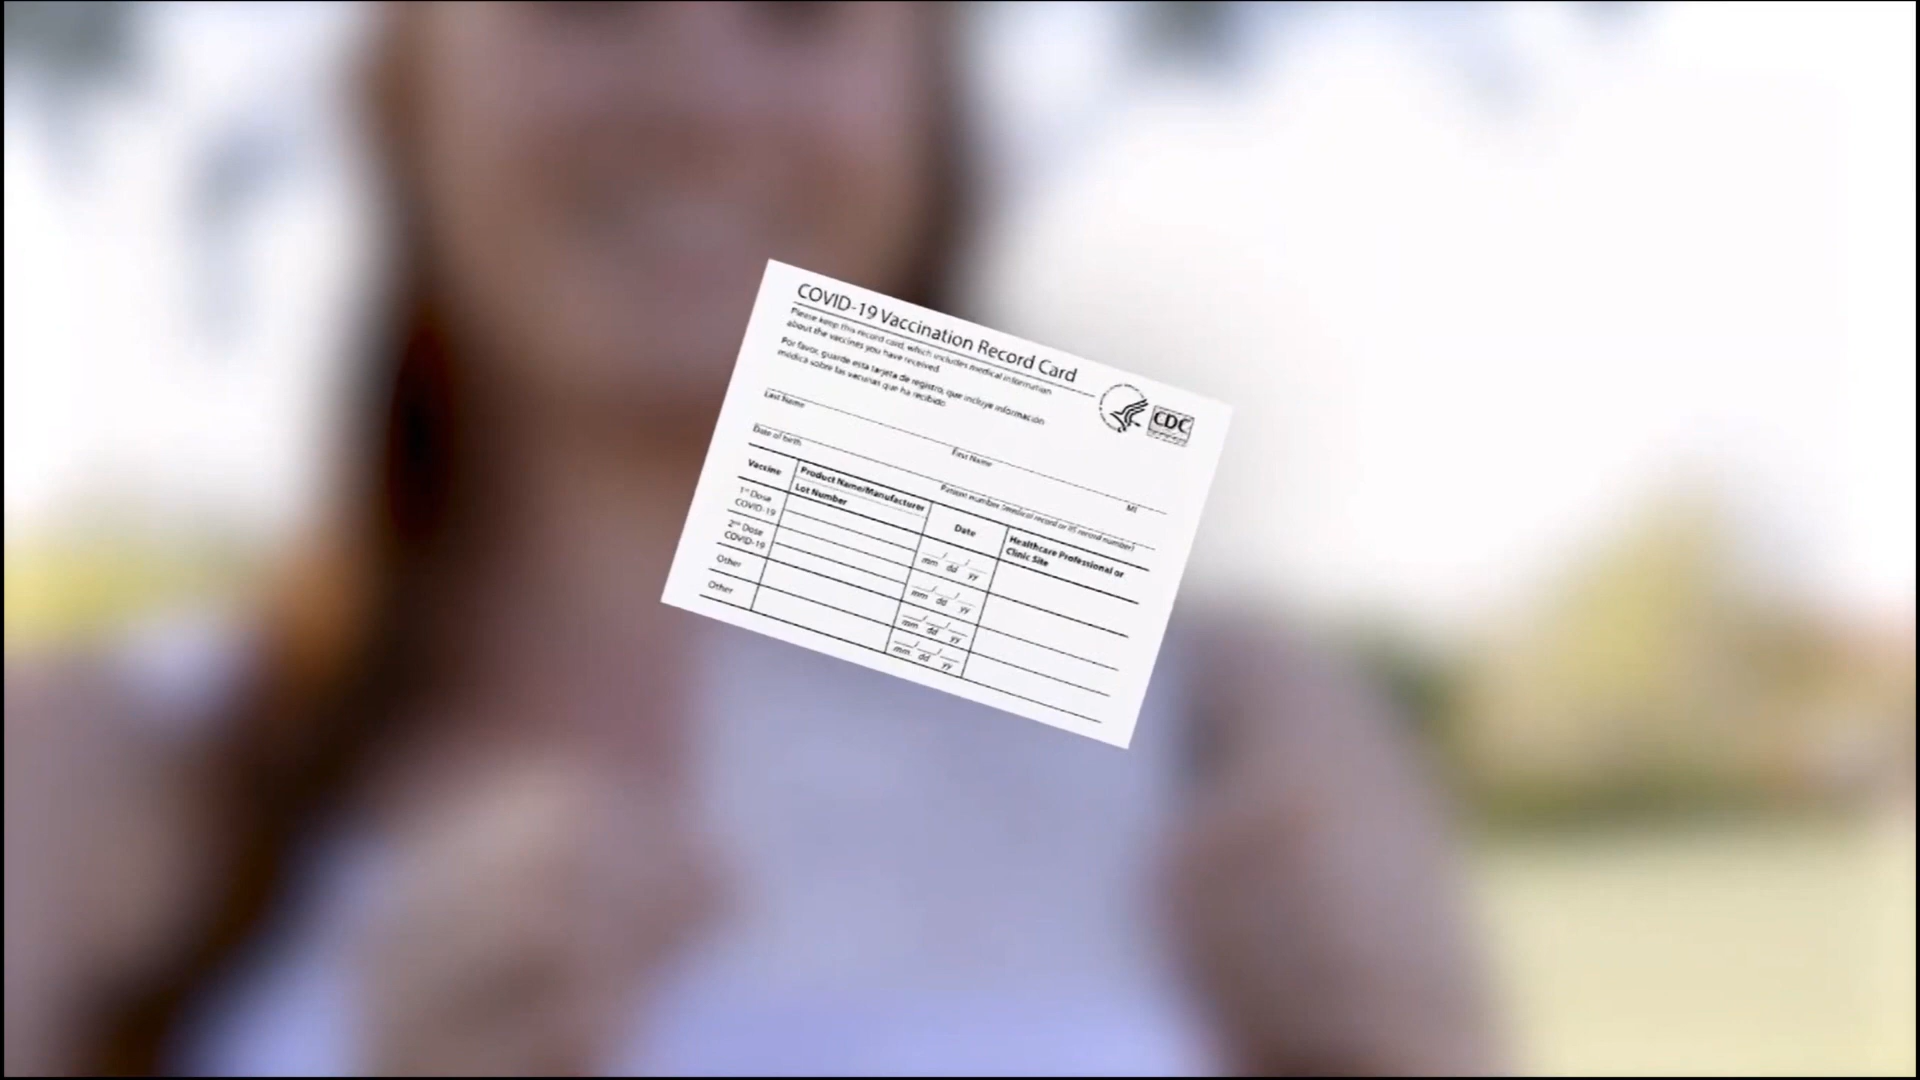 COVID-19 Vaccination Record Card
Please keep this record card, which includes medical information
about the vaccines you have received.
Por favor, guarde esta tarjeta de registro, que incluye información
médica sobre las vacunas que ha recibido.
CDC
Last Name First Name MI
Date of birth Patient number (medical record or IIS record number)
Vaccine Product Name/Manufacturer Date Healthcare Professional or
Lot Number Clinic Site
1st Dose
COVID-19
mm dd yy
2nd Dose
COVID-19
mm dd yy
Other
mm dd yy
Other
mm dd yy